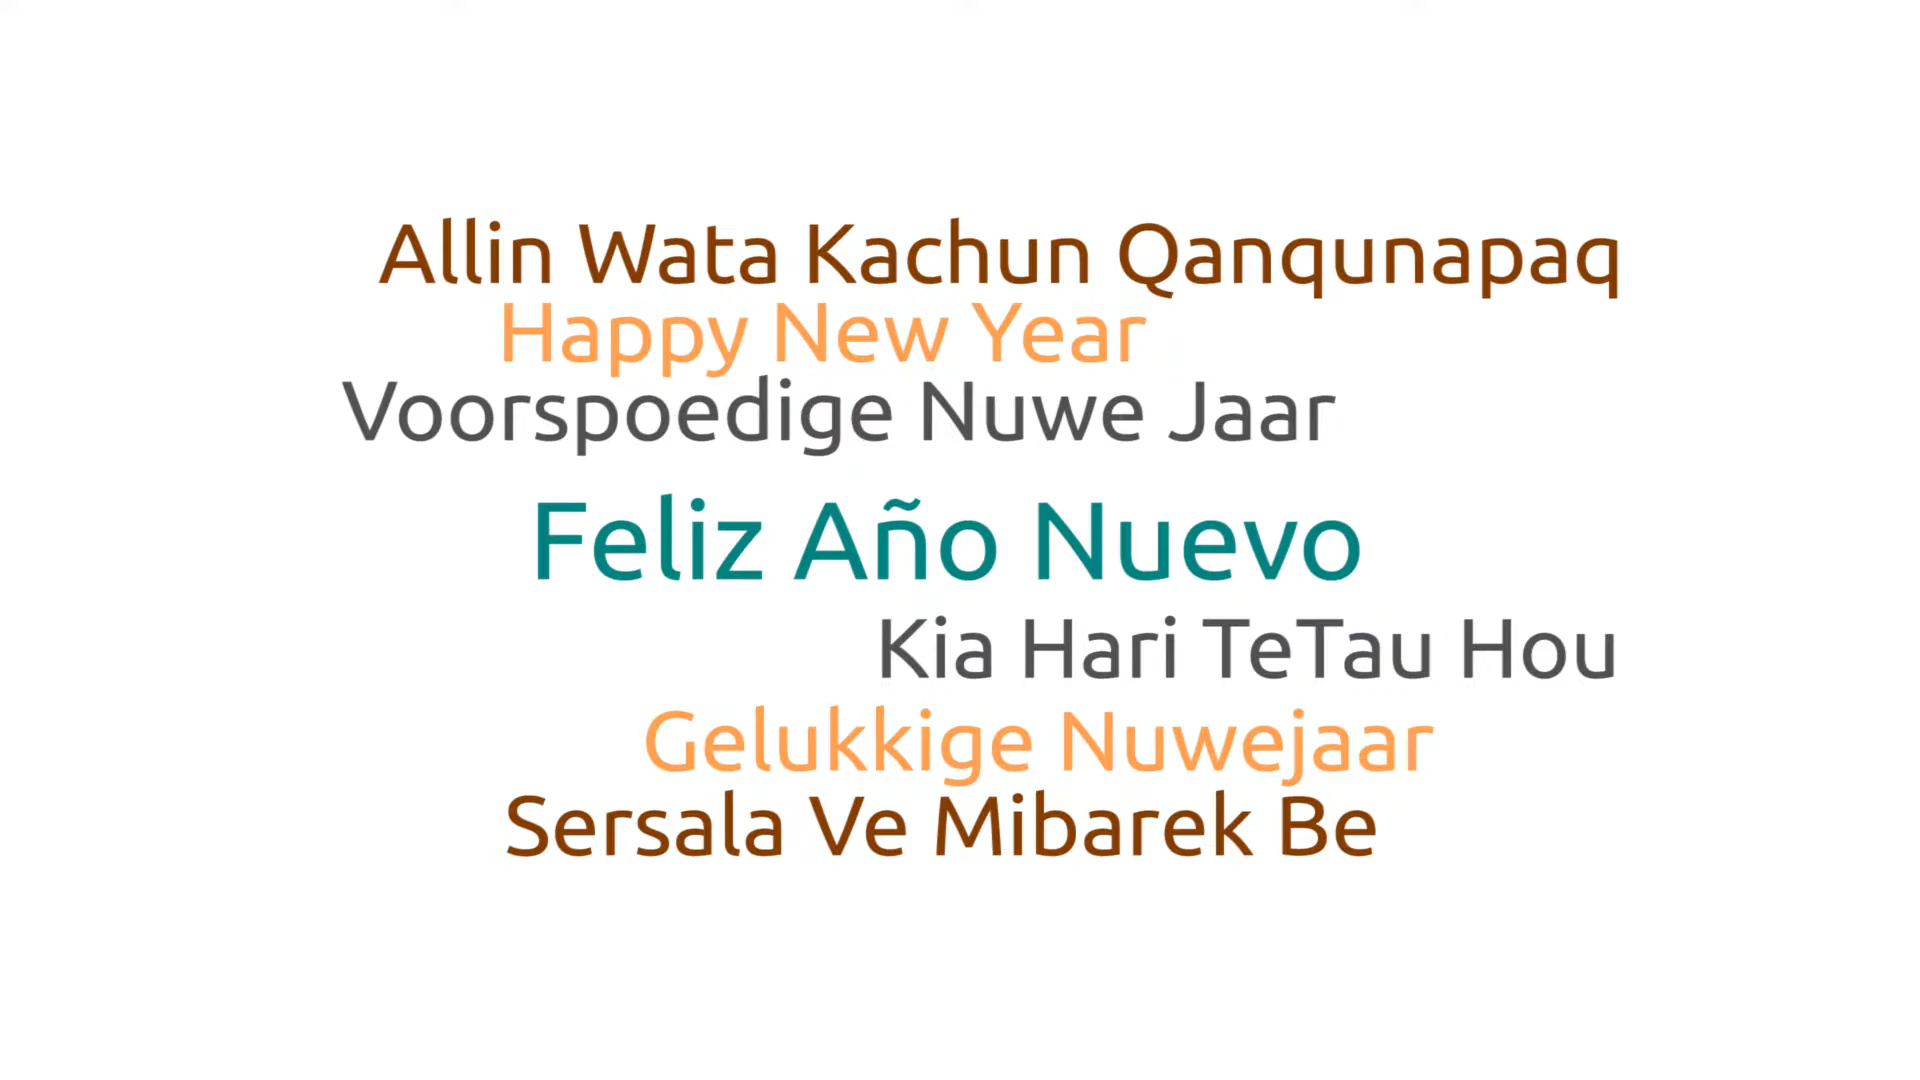 Allin Wata Kachun Qanqunapaq
Happy New Year
Voorspoedige Nuwe Jaar
Feliz Año Nuevo
Kia Hari TeTau Hou
Gelukkige Nuwejaar
Sersala Ve Mibarek Be